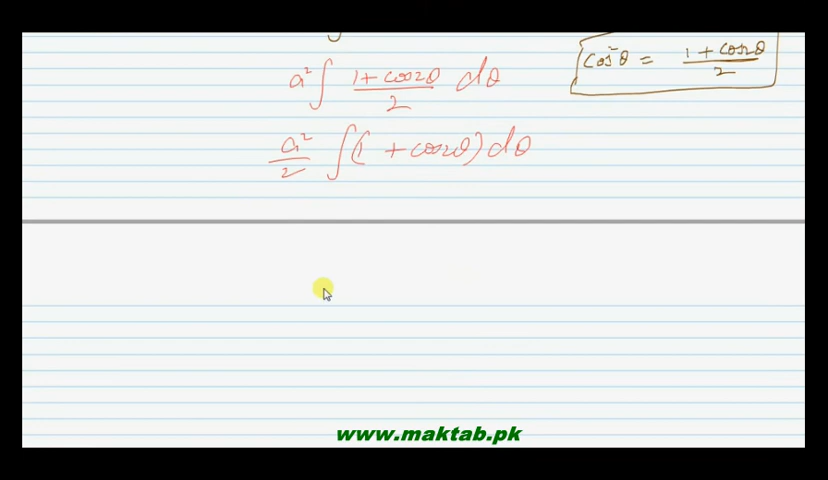 a² ∫ (1 + cos2θ)/2 dθ
cos²θ = (1 + cos2θ)/2
a²/2 ∫ (1 + cos2θ) dθ
www.maktab.pk